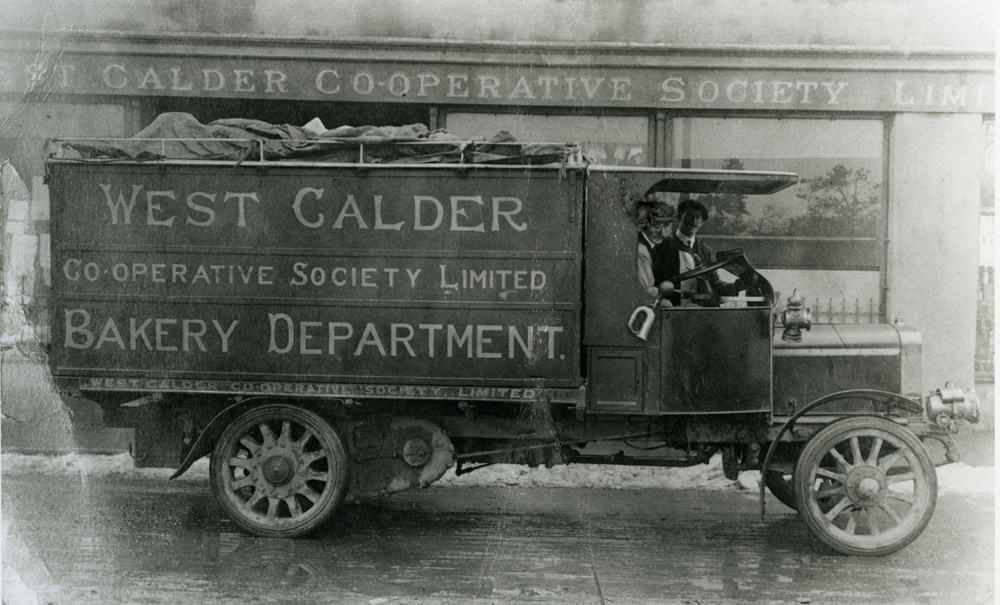 EST CALDER CO-OPERATIVE SOCIETY LIMI
WEST CALDER
CO-OPERATIVE SOCIETY LIMITED
BAKERY DEPARTMENT.
WEST CALDER CO-OPERATIVE SOCIETY, LIMITED